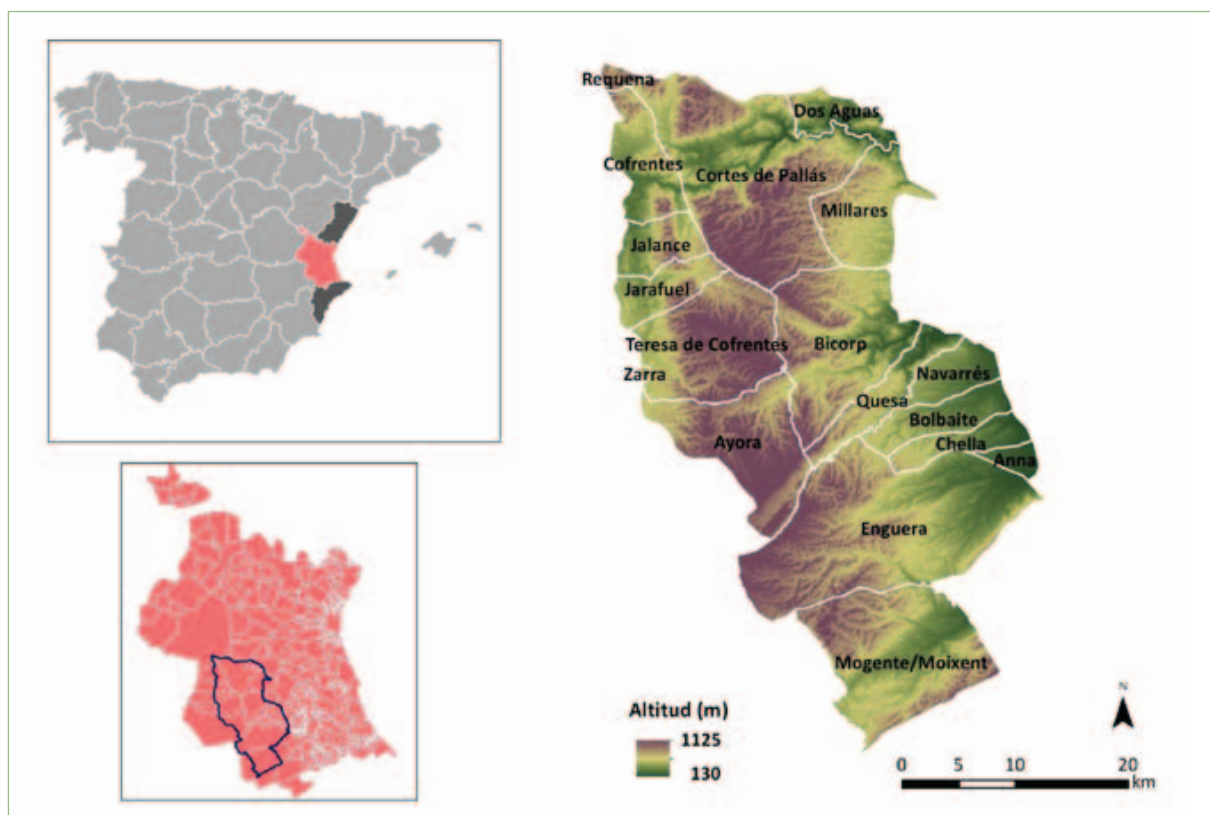 Requena
Dos Aguas
Cofrentes
Cortes de Pallás
Millares
Jalance
Jarafuel
Teresa de Cofrentes
Bicorp
Zarra
Navarrés
Quesa
Bolbaite
Ayora
Chella
Anna
Enguera
Mogente/Moixent
Altitud (m)
1125
130
N
0 5 10 20
km